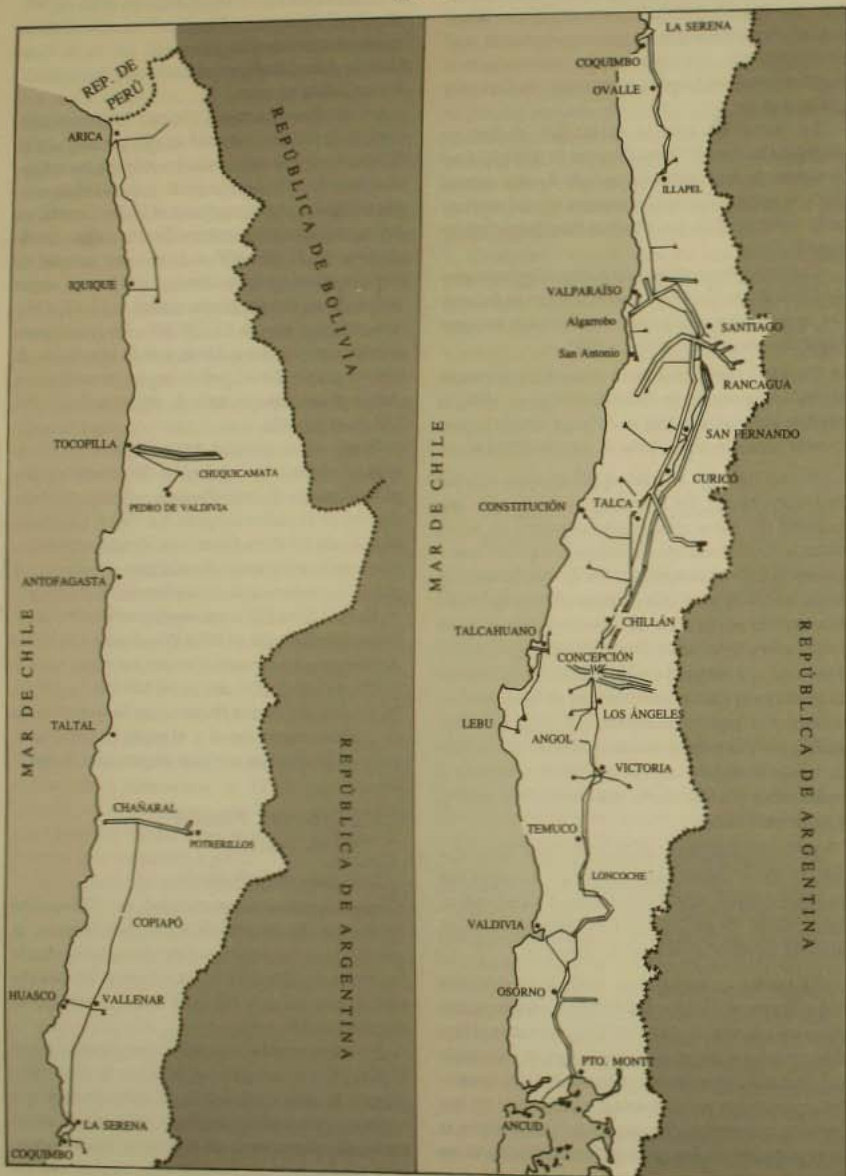 REP. DE
PERÚ
ARICA
REPÚBLICA DE BOLIVIA
IQUIQUE
TOCOPILLA
CHUQUICAMATA
PEDRO DE VALDIVIA
ANTOFAGASTA
MAR DE CHILE
TALTAL
CHAÑARAL
POTRERILLOS
REPÚBLICA DE ARGENTINA
COPIAPÓ
HUASCO
VALLENAR
LA SERENA
COQUIMBO
LA SERENA
COQUIMBO
OVALLE
ILLAPEL
VALPARAÍSO
Algarrobo
SANTIAGO
San Antonio
RANCAGUA
SAN FERNANDO
MAR DE CHILE
CURICÓ
CONSTITUCIÓN
TALCA
CHILLÁN
TALCAHUANO
CONCEPCIÓN
REPÚBLICA DE ARGENTINA
LOS ÁNGELES
LEBU
ANGOL
VICTORIA
TEMUCO
LONCOCHE
VALDIVIA
OSORNO
PTO. MONTT
ANCUD